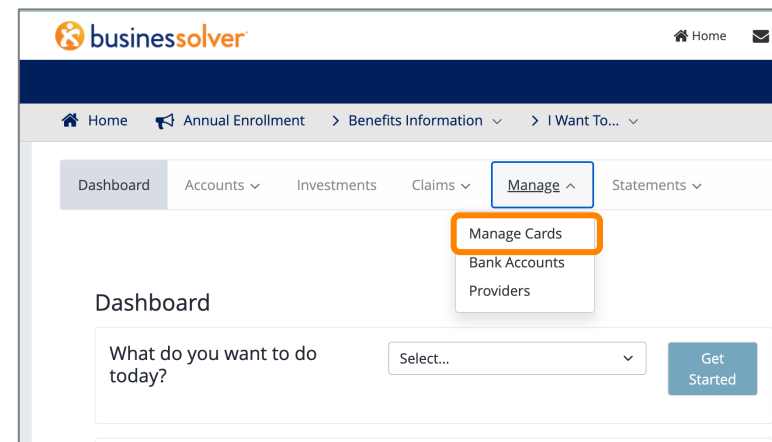 businessolver
Home
Home Annual Enrollment > Benefits Information > I Want To...
Dashboard Accounts Investments Claims Manage Statements
Manage Cards
Bank Accounts
Providers
Dashboard
What do you want to do
today?
Select...
Get
Started